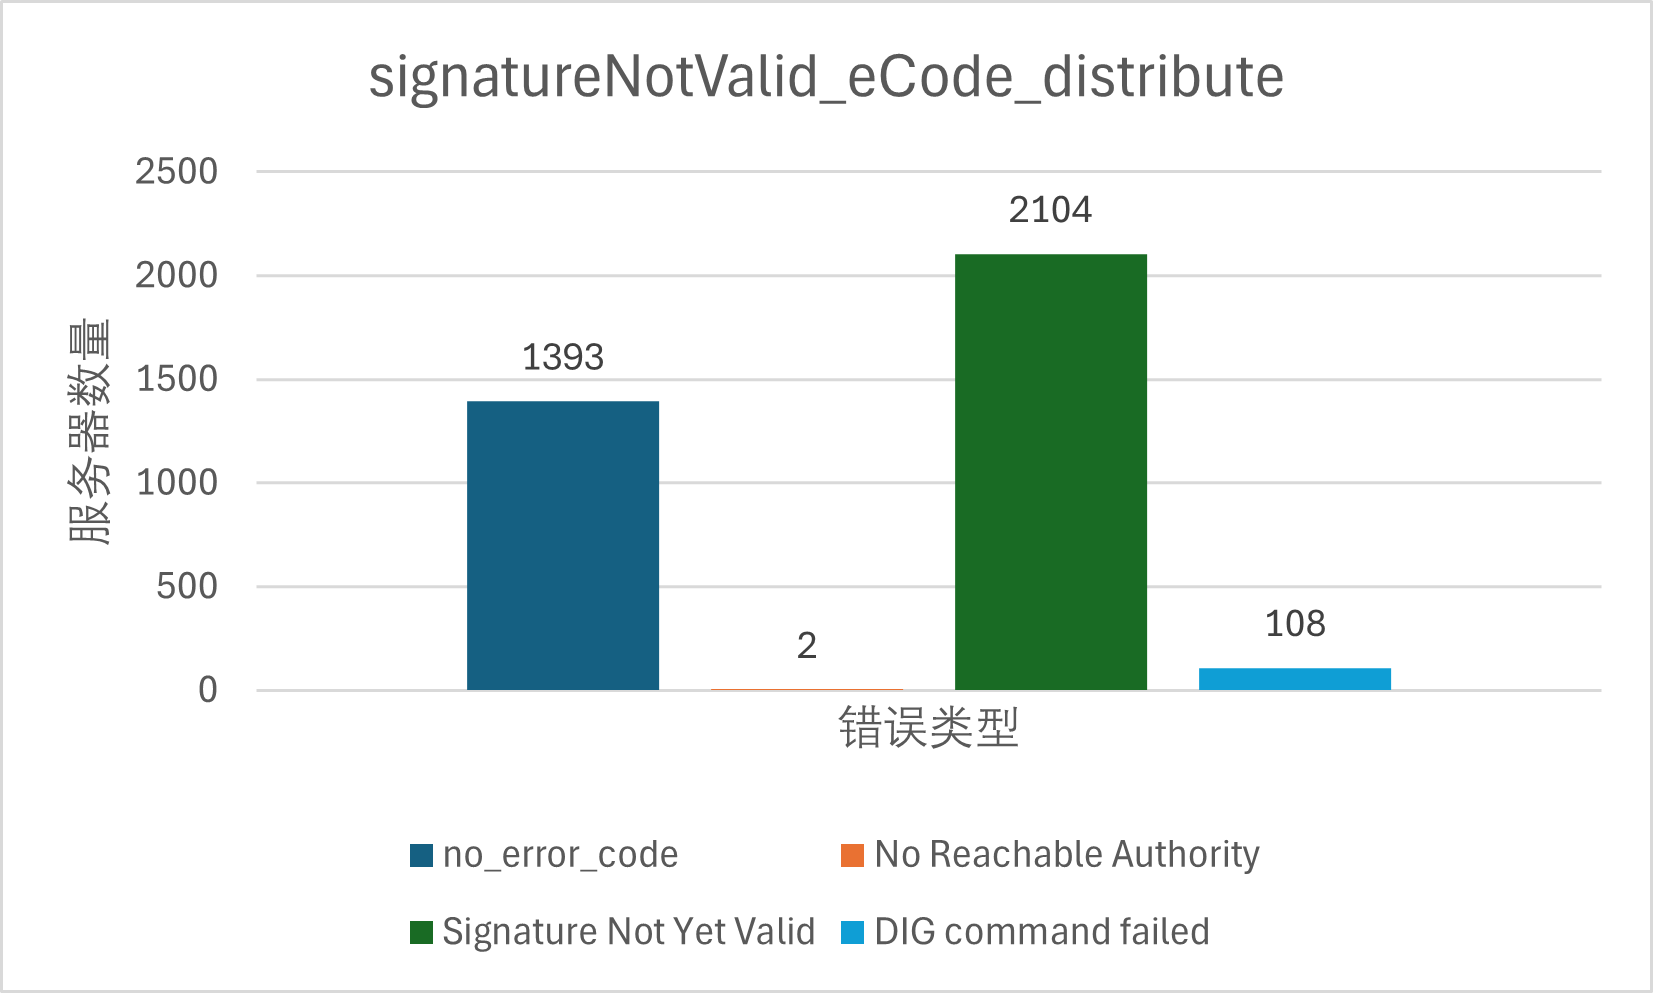 signatureNotValid_eCode_distribute
服务器数量
2500
2000
1500
1000
500
0
1393
2
2104
108
错误类型
no_error_code
No Reachable Authority
Signature Not Yet Valid
DIG command failed